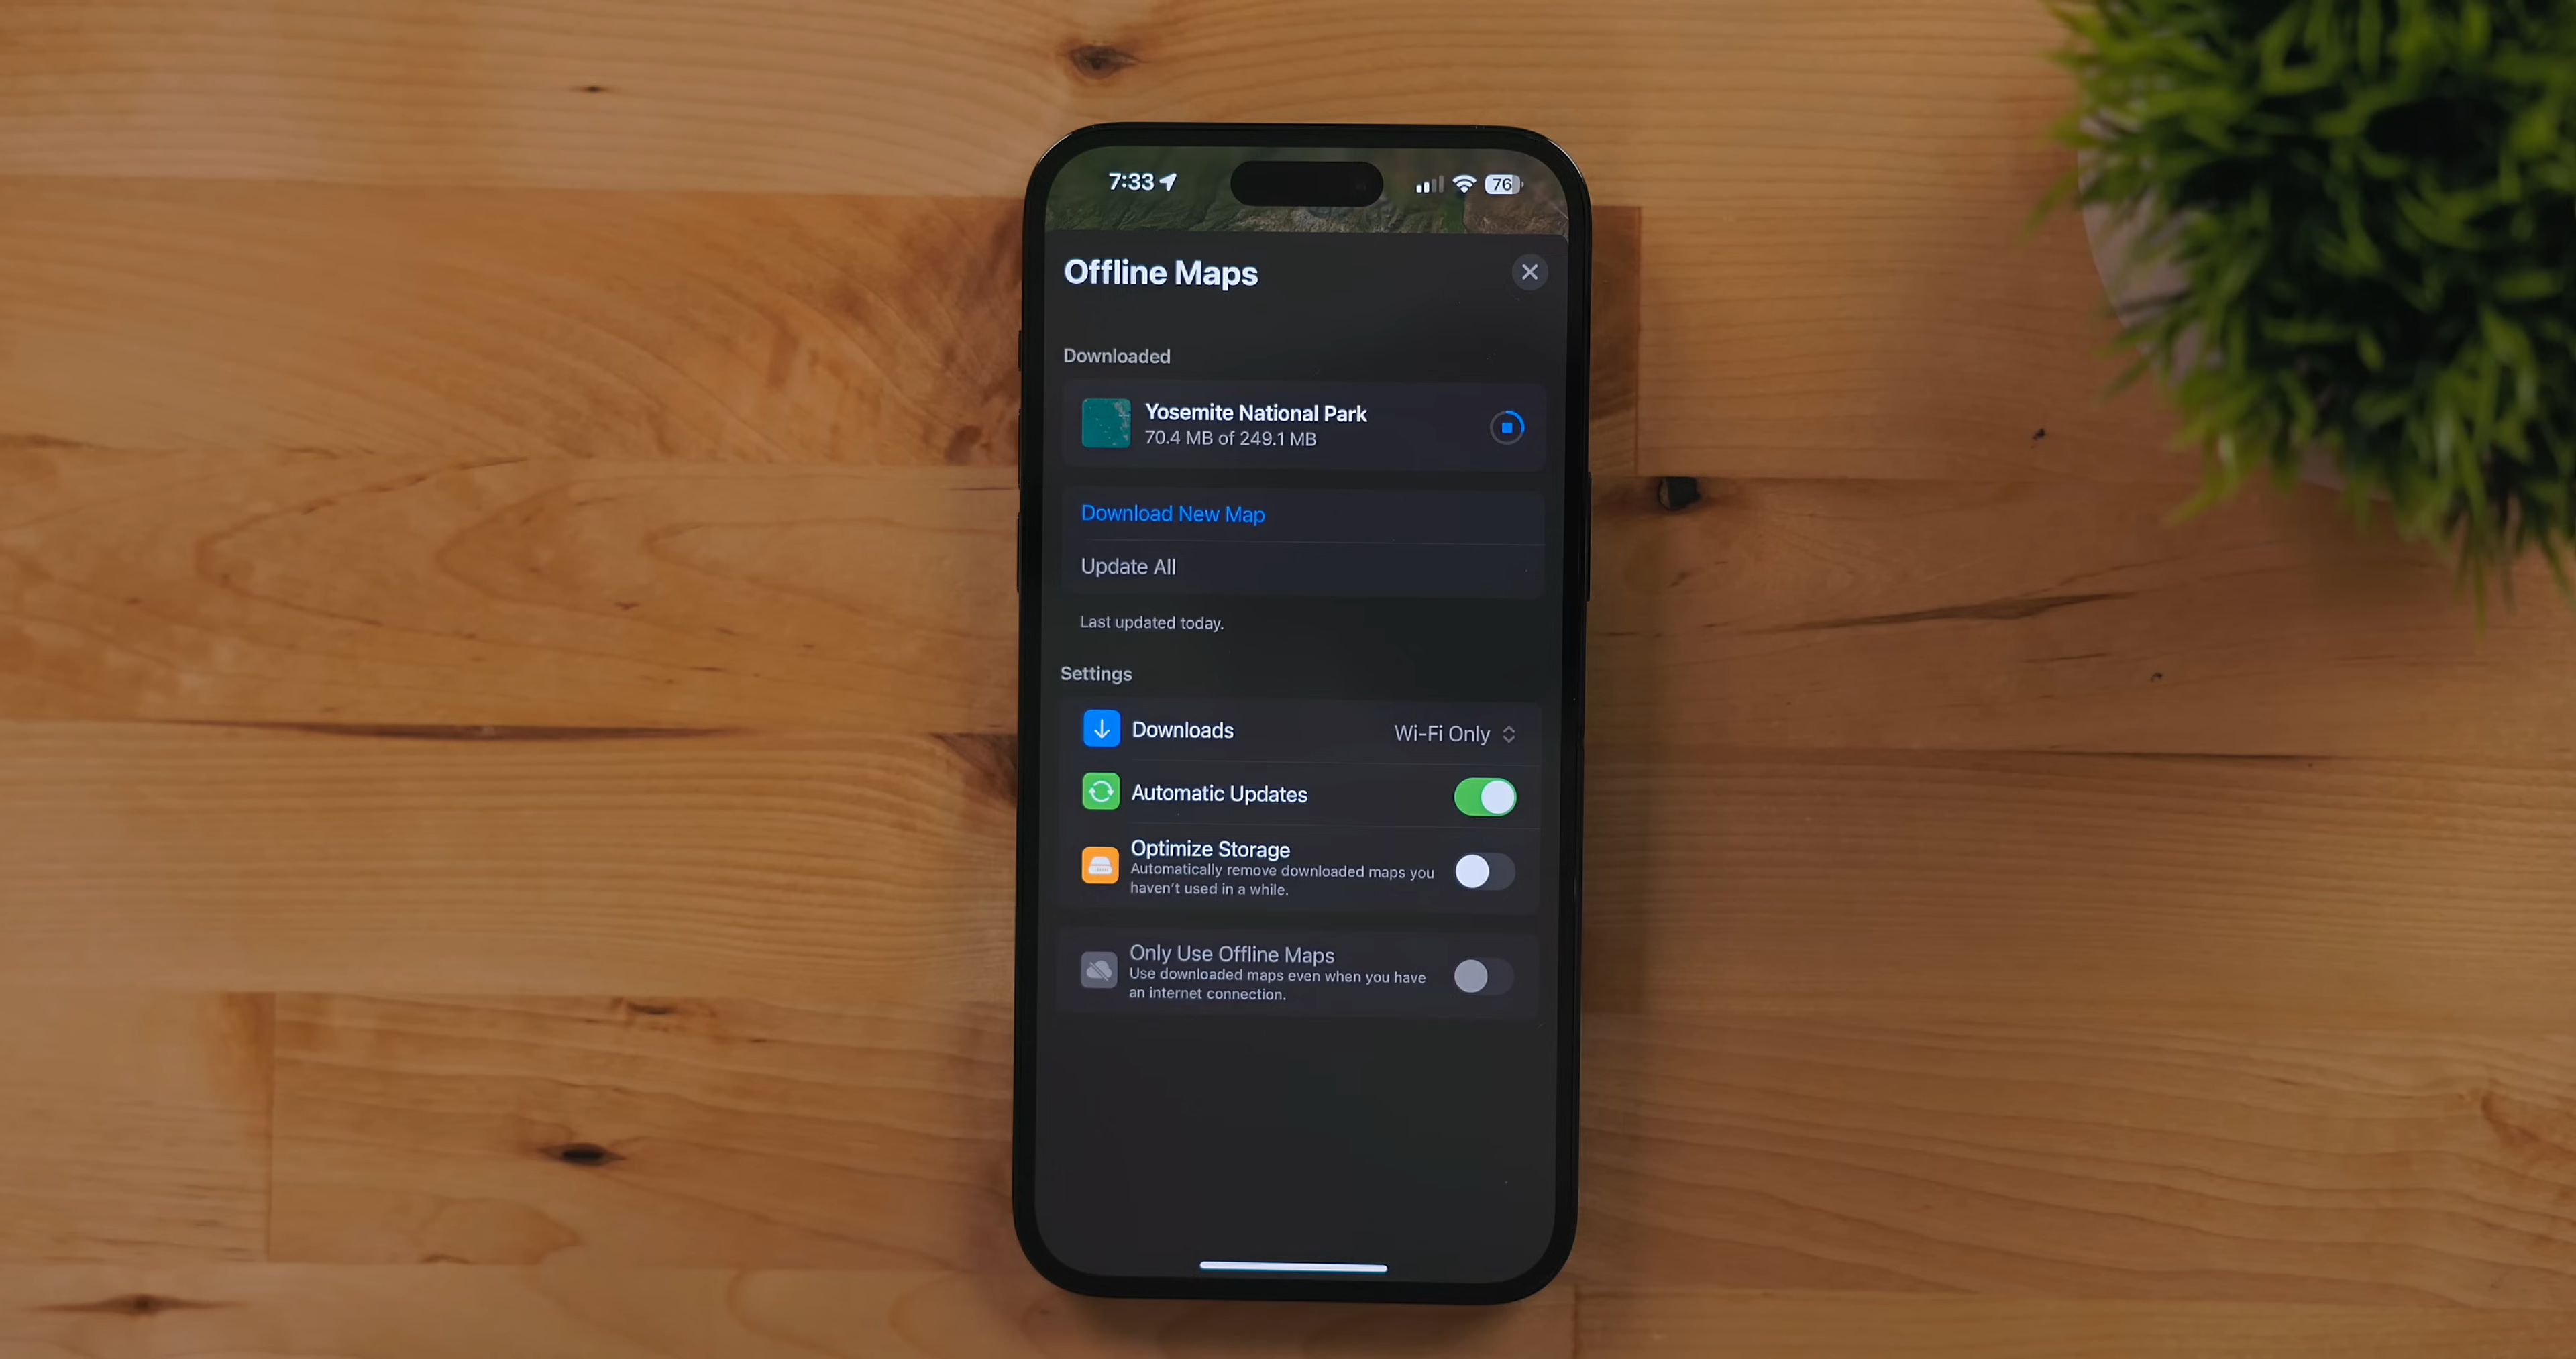 7:33
76
Offline Maps
Downloaded
Yosemite National Park
70.4 MB of 249.1 MB
Download New Map
Update All
Last updated today.
Settings
Downloads Wi-Fi Only
Automatic Updates
Optimize Storage
Automatically remove downloaded maps you
haven't used in a while.
Only Use Offline Maps
Use downloaded maps even when you have
an internet connection.